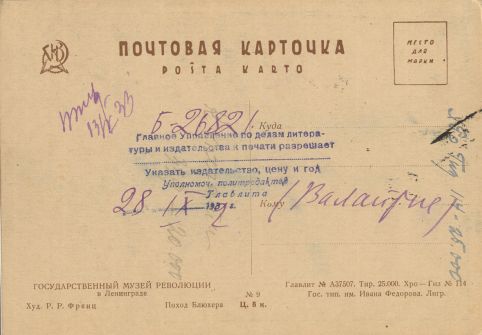 ПОЧТОВАЯ КАРТОЧКА
POŜTA KARTO
МЕСТО
ДЛЯ
МАРКИ
Б-26821
Куда
Главное Управление по делам литера-
туры и издательства к печати разрешает
Указать издательство, цену и год
Уполномоч. политредактор
Главлита
28 IX 193 г.
Кому
ГОСУДАРСТВЕННЫЙ МУЗЕЙ РЕВОЛЮЦИИ
в Ленинграде
Худ. Р. Р. Френц
№ 9
Поход Блюхера Ц. 8 к.
Главлит № А37507. Тир. 25.000. Хро— Гиз № 114
Гос. тип. им. Ивана Федорова. Лнгр.